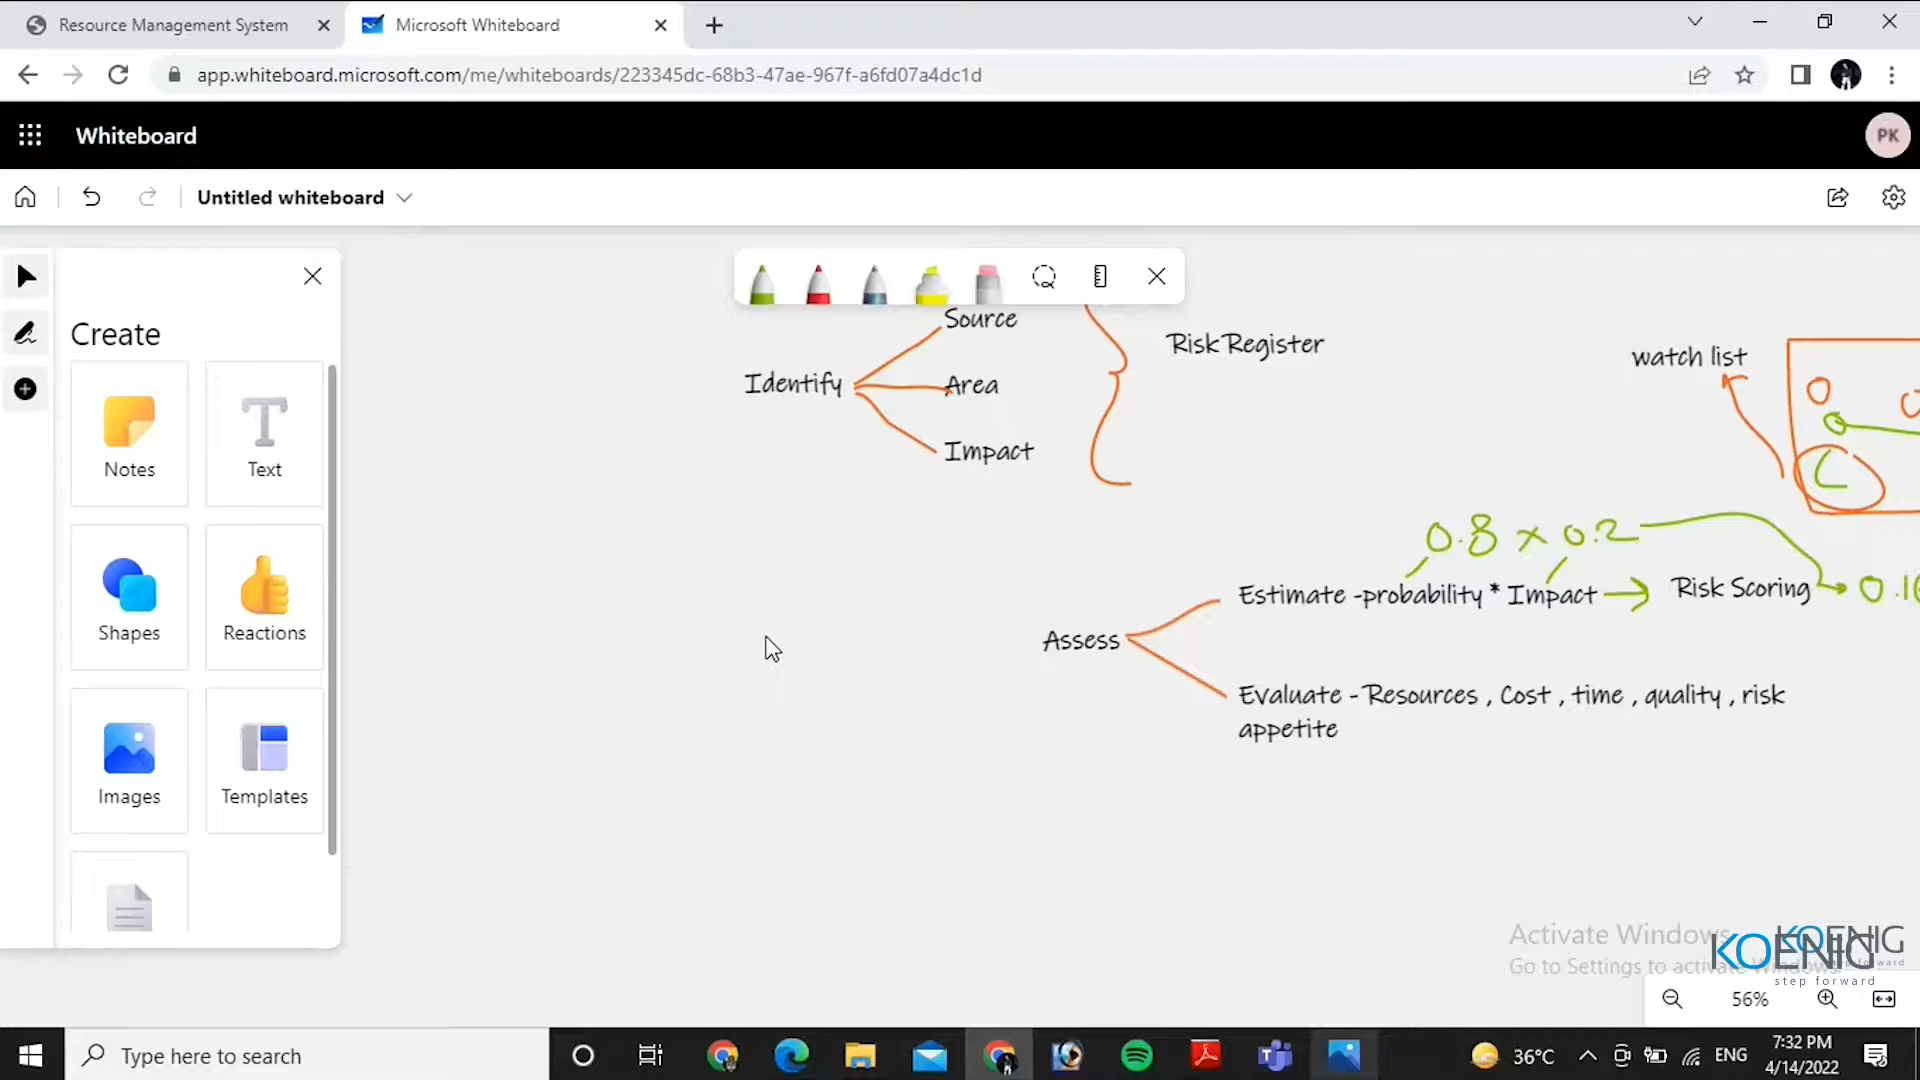 Resource Management System
Microsoft Whiteboard
app.whiteboard.microsoft.com/me/whiteboards/223345dc-68b3-47ae-967f-a6fd07a4dc1d
Whiteboard
PK
Untitled whiteboard
Create
Notes
Text
Shapes
Reactions
Images
Templates
Source
Risk Register
Identify
Area
Impact
watch list
L
0.8 × 0.2
Estimate -probability * Impact
Risk Scoring
Assess
Evaluate -Resources , Cost , time , quality , risk
appetite
Activate Windows
Go to Settings to activate Windows.
KOENIG
KOENIG
step forward
56%
Type here to search
36°C
ENG
7:32 PM
4/14/2022